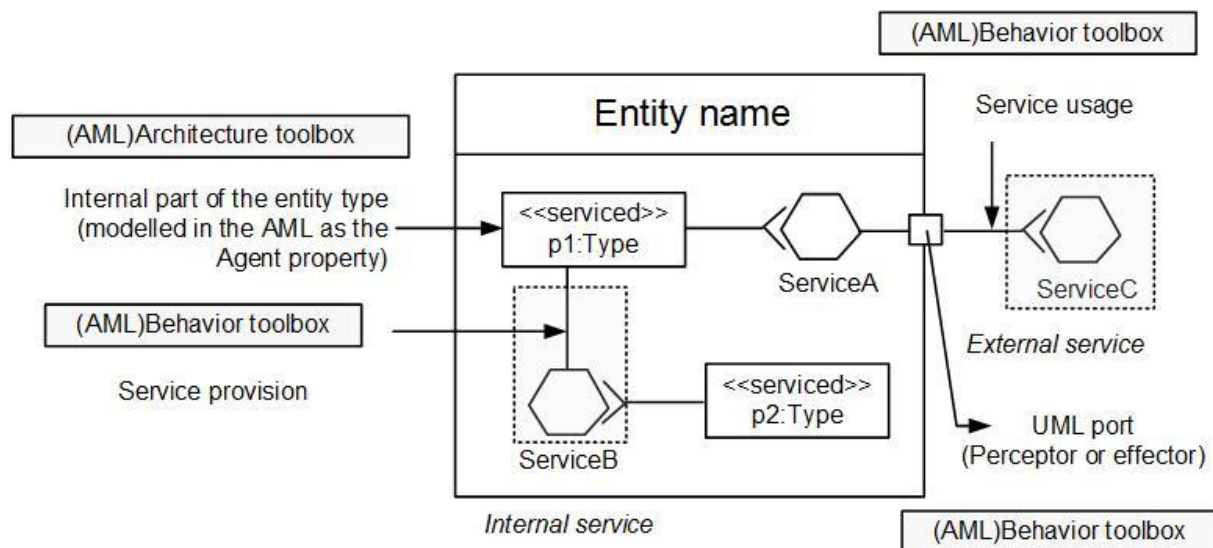 (AML)Behavior toolbox
Entity name
Service usage
(AML)Architecture toolbox
Internal part of the entity type
(modelled in the AML as the
Agent property)
<<serviced>>
p1:Type
ServiceA
ServiceC
External service
(AML)Behavior toolbox
Service provision
<<serviced>>
p2:Type
ServiceB
UML port
(Perceptor or effector)
Internal service
(AML)Behavior toolbox